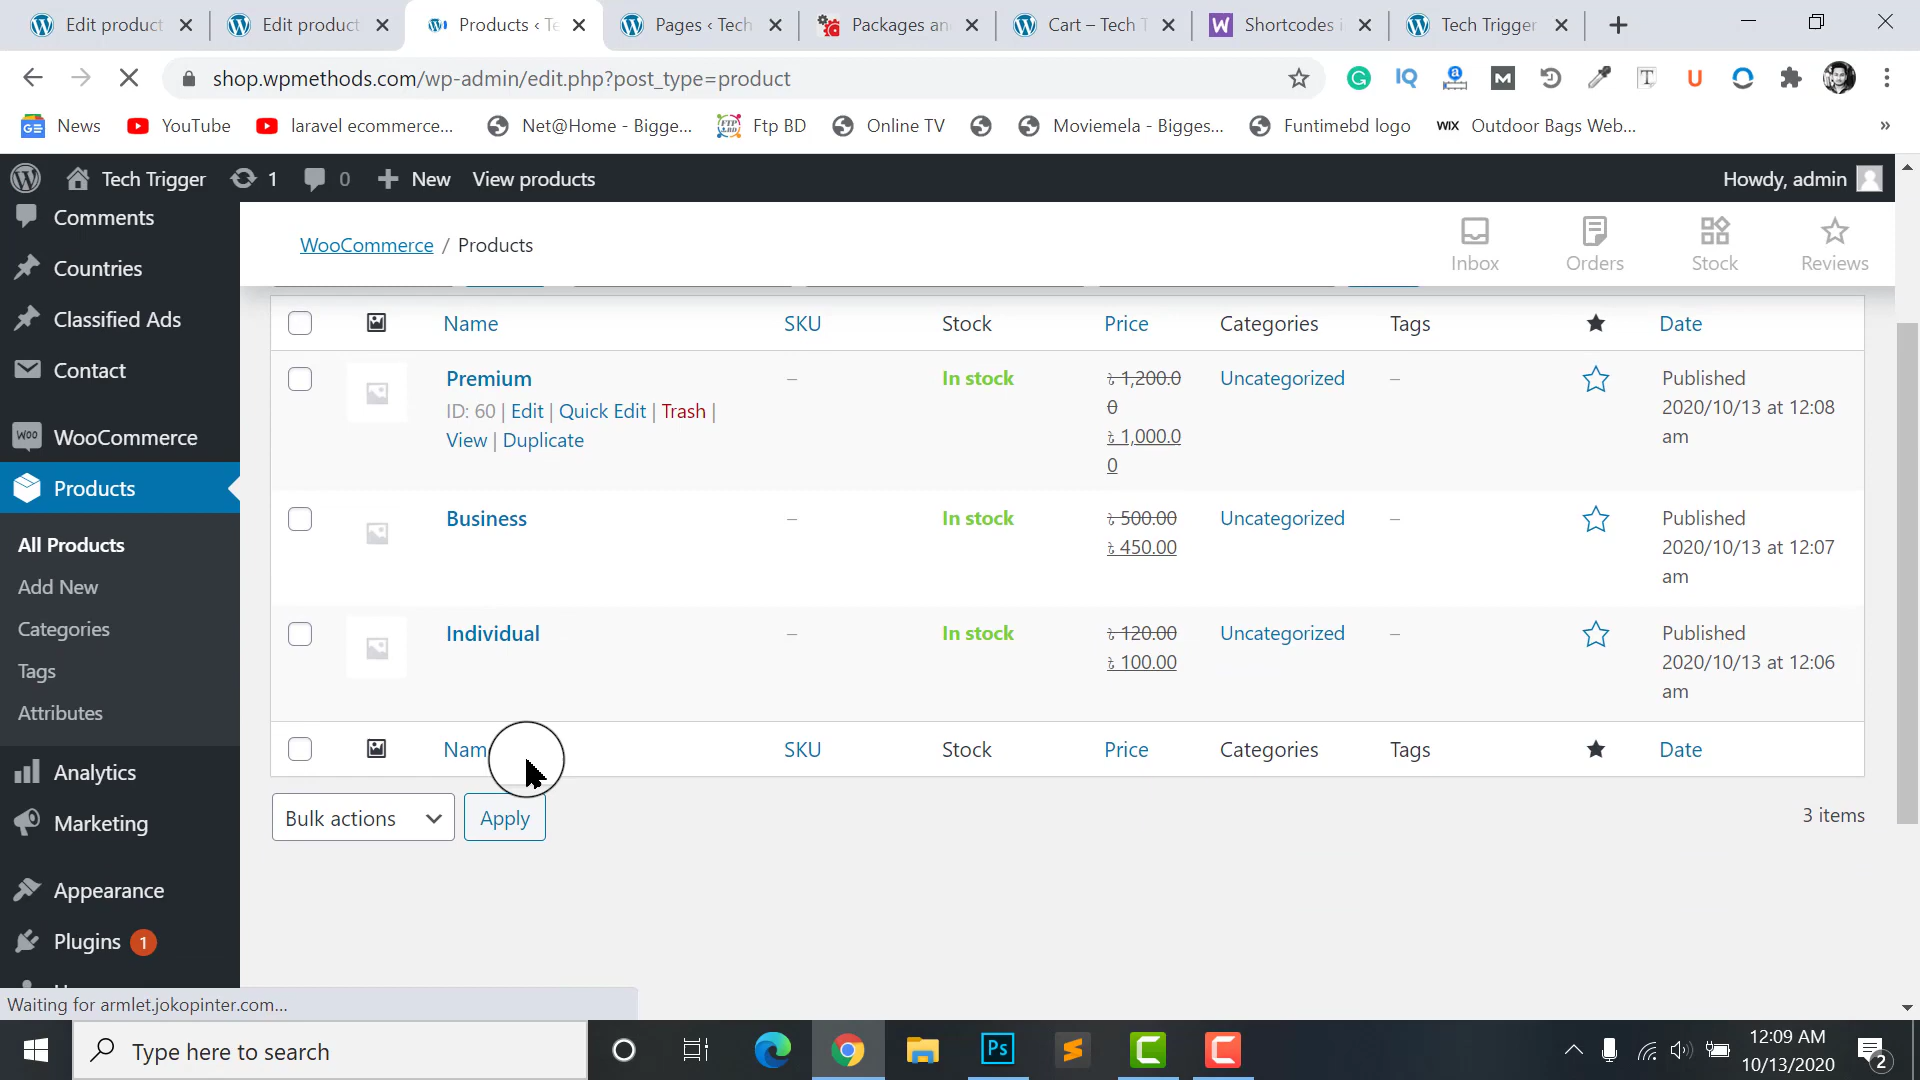 Edit product
Edit product
Products ‹ Te
Pages ‹ Tech
Packages an
Cart – Tech T
Shortcodes i
Tech Trigger
shop.wpmethods.com/wp-admin/edit.php?post_type=product
News
YouTube
laravel ecommerce...
Net@Home - Bigge...
Ftp BD
Online TV
Moviemela - Bigges...
Funtimebd logo
WIX Outdoor Bags Web...
»
Tech Trigger
1
0
New
View products
Howdy, admin
Comments
Countries
Classified Ads
Contact
WooCommerce
Products
All Products
Add New
Categories
Tags
Attributes
Analytics
Marketing
Appearance
Plugins 1
WooCommerce / Products
Inbox
Orders
Stock
Reviews
Name SKU Stock Price Categories Tags Date
Premium – In stock ৳ 1,200.0 Uncategorized – Published
ID: 60 | Edit | Quick Edit | Trash | 0 2020/10/13 at 12:08
View | Duplicate ৳ 1,000.0 am
0
Business – In stock ৳ 500.00 Uncategorized – Published
৳ 450.00 2020/10/13 at 12:07
am
Individual – In stock ৳ 120.00 Uncategorized – Published
৳ 100.00 2020/10/13 at 12:06
am
Nam SKU Stock Price Categories Tags Date
Bulk actions
Apply
3 items
Waiting for armlet.jokopinter.com...
Type here to search
Ps
12:09 AM
10/13/2020
2